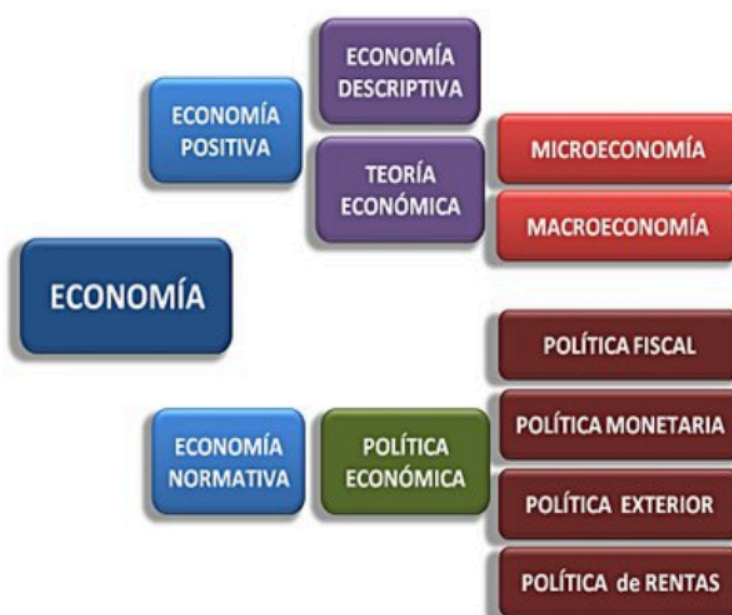 ECONOMÍA
ECONOMÍA
POSITIVA
ECONOMÍA
DESCRIPTIVA
TEORÍA
ECONÓMICA
MICROECONOMÍA
MACROECONOMÍA
ECONOMÍA
NORMATIVA
POLÍTICA
ECONÓMICA
POLÍTICA FISCAL
POLÍTICA MONETARIA
POLÍTICA EXTERIOR
POLÍTICA de RENTAS